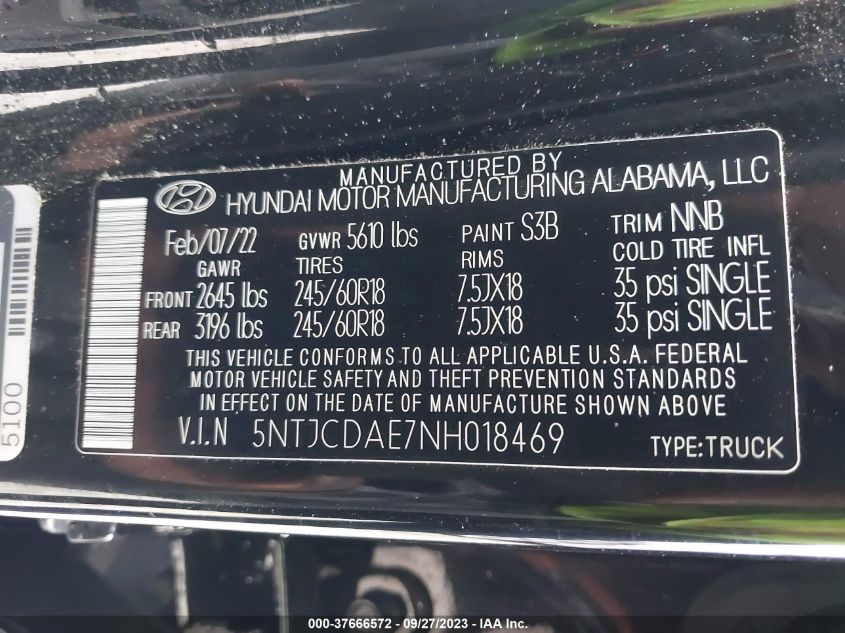 MANUFACTURED BY
HYUNDAI MOTOR MANUFACTURING ALABAMA, LLC
Feb/07/22 GVWR 5610 lbs PAINT S3B TRIM NNB
GAWR TIRES RIMS COLD TIRE INFL
FRONT 2645 lbs 245/60R18 7.5JX18 35 psi SINGLE
REAR 3196 lbs 245/60R18 7.5JX18 35 psi SINGLE
THIS VEHICLE CONFORMS TO ALL APPLICABLE U.S.A. FEDERAL
MOTOR VEHICLE SAFETY AND THEFT PREVENTION STANDARDS
IN EFFECT ON THE DATE OF MANUFACTURE SHOWN ABOVE
V.I.N 5NTJCDAE7NH018469 TYPE:TRUCK
5100
000-37666572 - 09/27/2023 - IAA Inc.